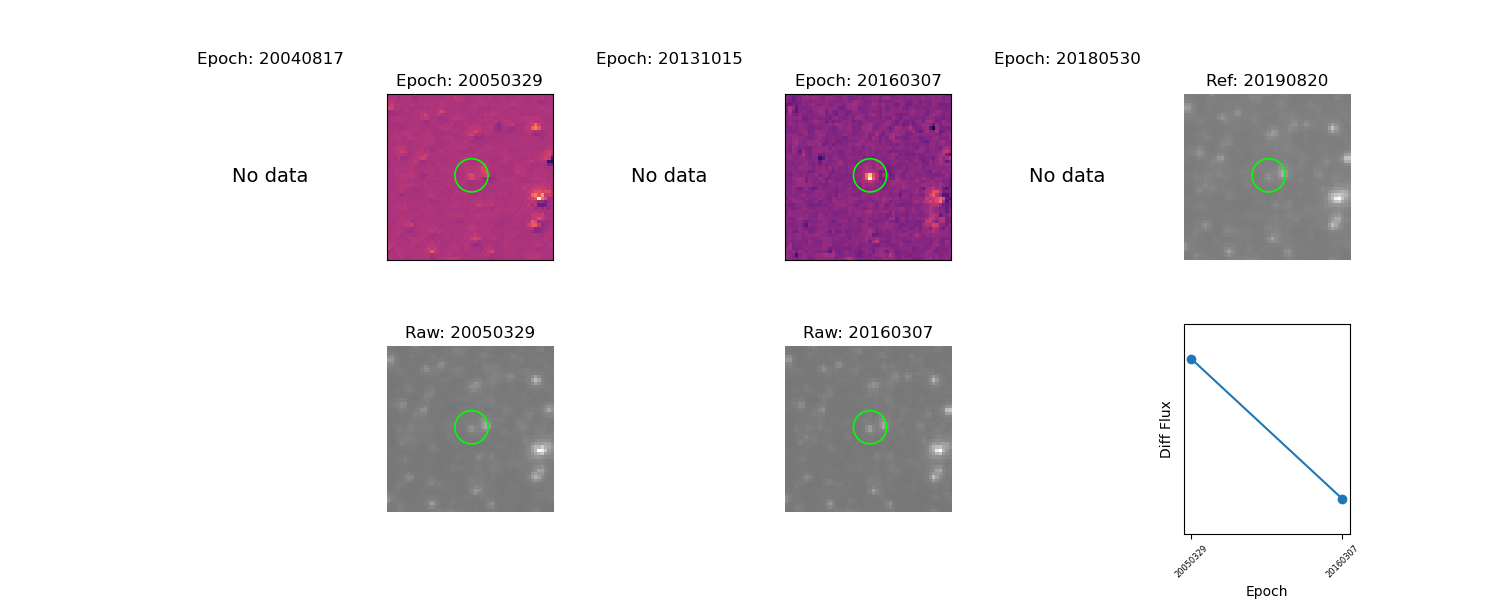 Epoch: 20040817
Epoch: 20131015
Epoch: 20180530
Epoch: 20050329
Epoch: 20160307
Ref: 20190820
No data
No data
No data
Raw: 20050329
Raw: 20160307
Diff Flux
20050329
20160307
Epoch